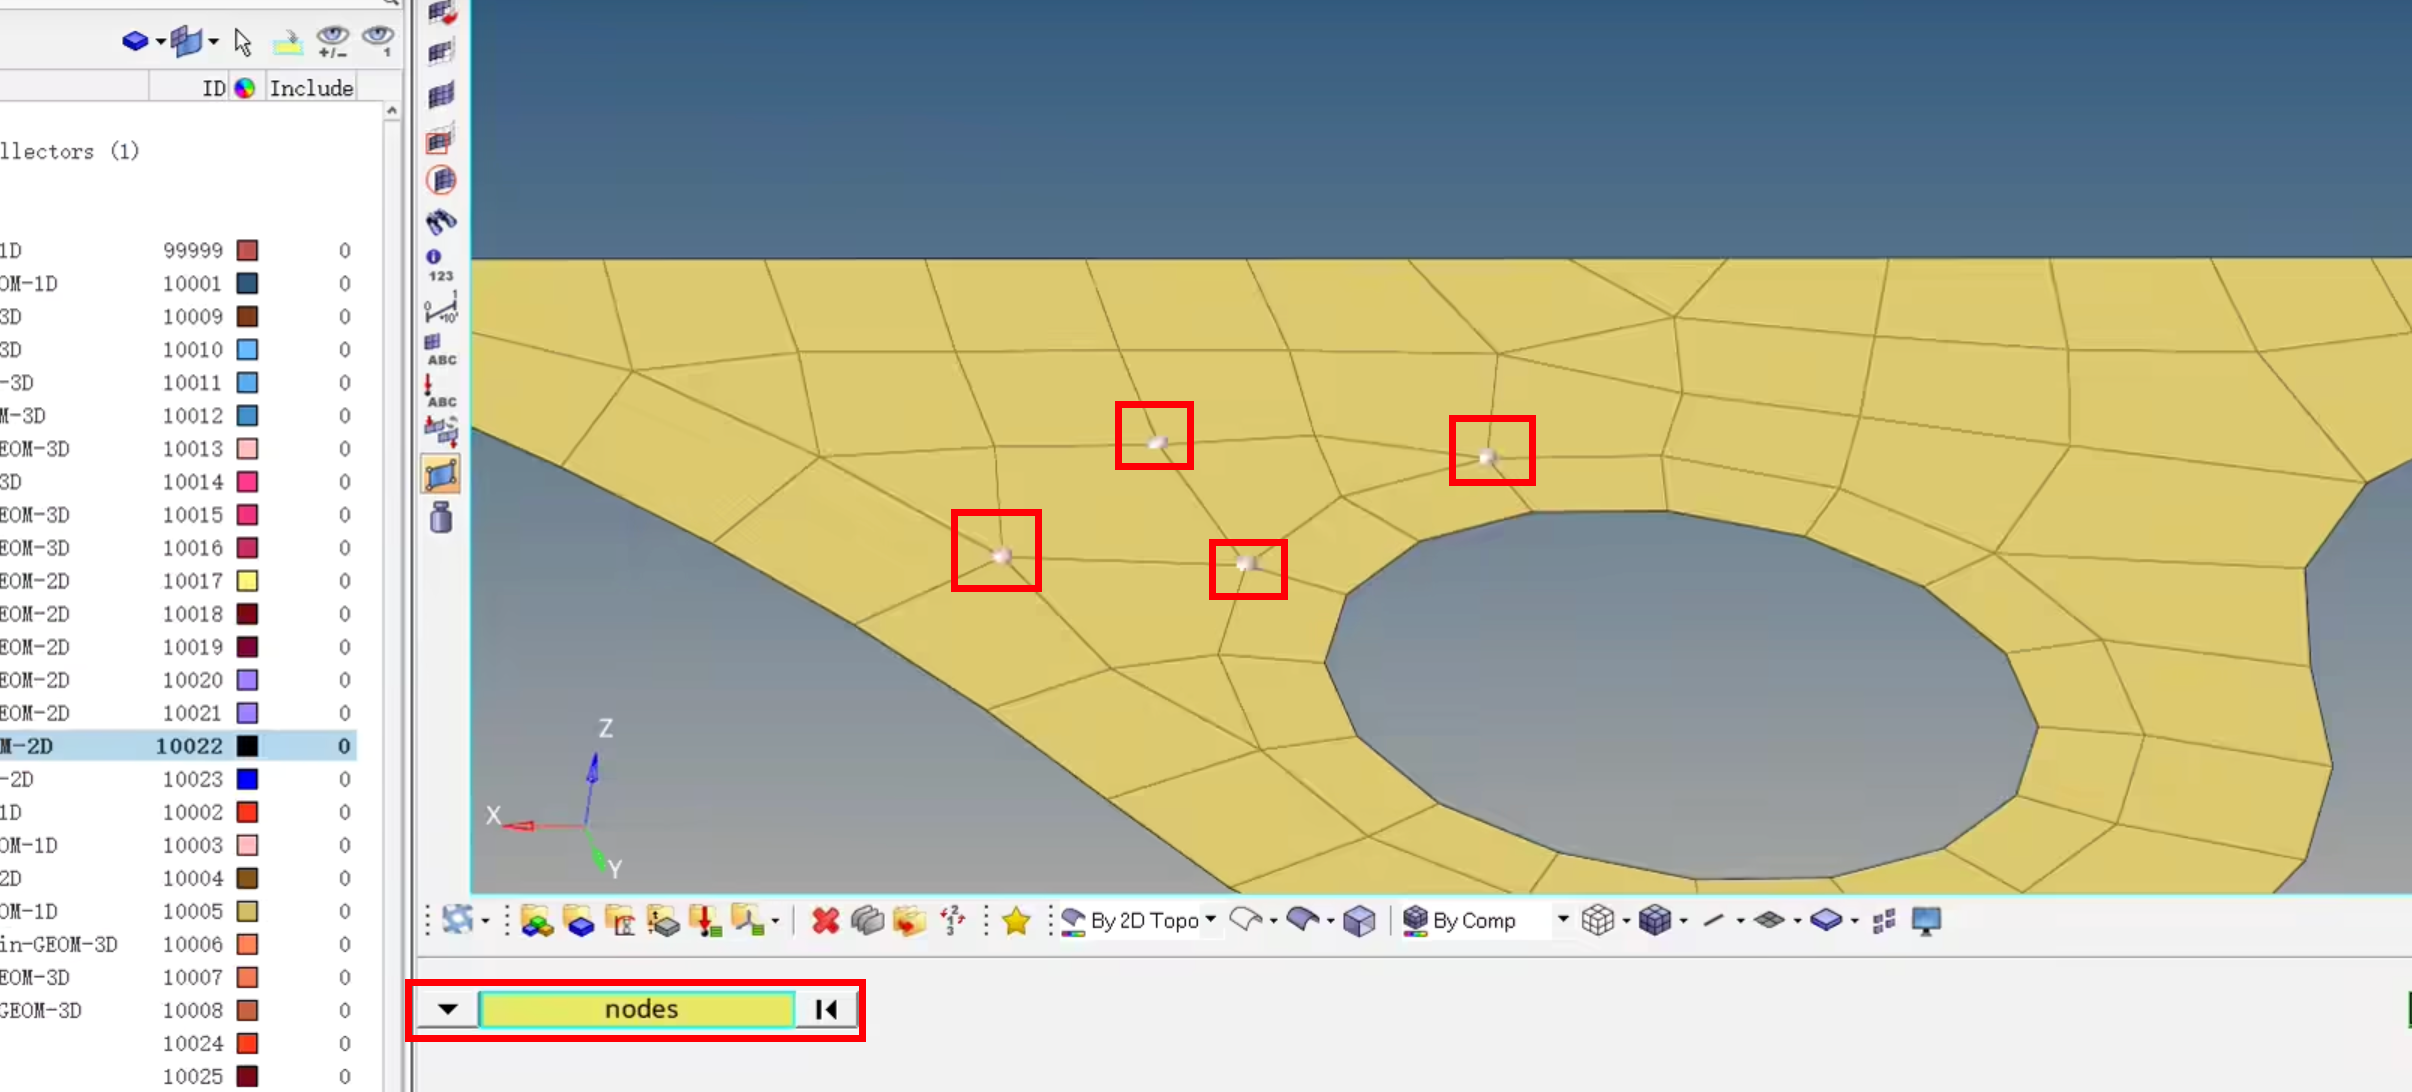 ID Include
llectors (1)
1D 99999 0
OM-1D 10001 0
3D 10009 0
3D 10010 0
-3D 10011 0
M-3D 10012 0
EOM-3D 10013 0
3D 10014 0
EOM-3D 10015 0
EOM-3D 10016 0
EOM-2D 10017 0
EOM-2D 10018 0
EOM-2D 10019 0
EOM-2D 10020 0
EOM-2D 10021 0
M-2D 10022 0
-2D 10023 0
1D 10002 0
OM-1D 10003 0
2D 10004 0
OM-1D 10005 0
in-GEOM-3D 10006 0
EOM-3D 10007 0
GEOM-3D 10008 0
10024 0
10025 0
+/-
1
123
ABC
ABC
Z
X
Y
By 2D Topo
By Comp
nodes